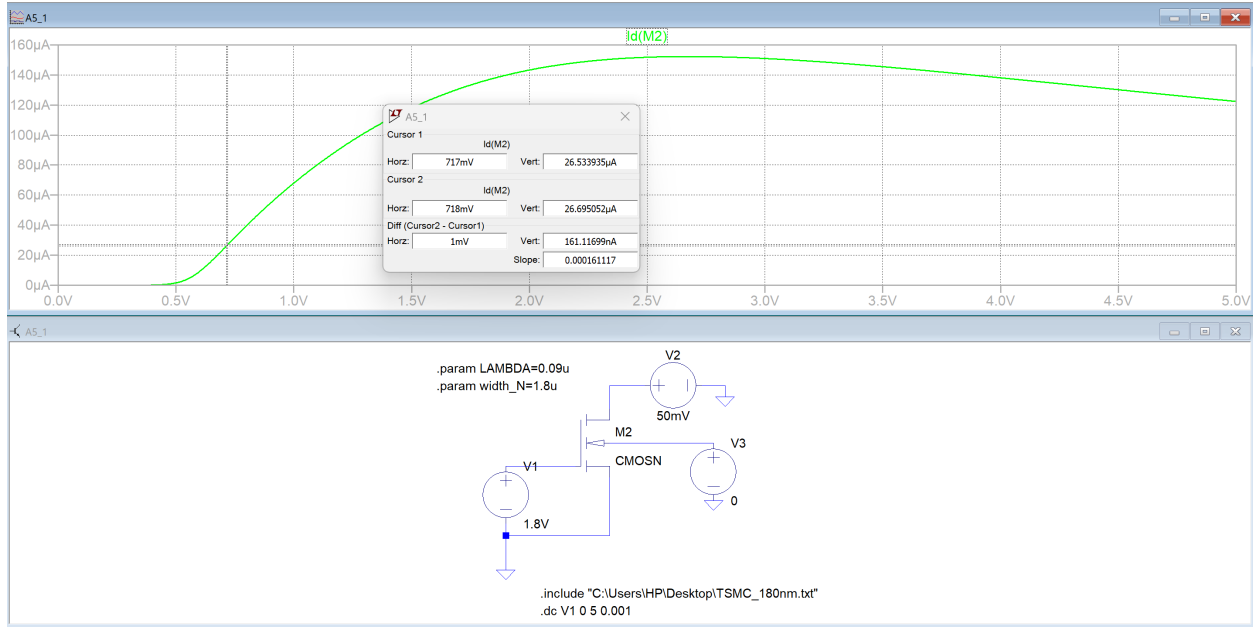 A5_1
Id(M2)
160µA
140µA
120µA
100µA
80µA
60µA
40µA
20µA
0µA
0.0V 0.5V 1.0V 1.5V 2.0V 2.5V 3.0V 3.5V 4.0V 4.5V 5.0V
A5_1
Cursor 1
Id(M2)
Horz: 717mV Vert: 26.533935µA
Cursor 2
Id(M2)
Horz: 718mV Vert: 26.695052µA
Diff (Cursor2 - Cursor1)
Horz: 1mV Vert: 161.11699nA
Slope: 0.000161117
A5_1
.param LAMBDA=0.09u
.param width_N=1.8u
V2
50mV
M2
CMOSN
V3
0
V1
1.8V
.include "C:\Users\HP\Desktop\TSMC_180nm.txt"
.dc V1 0 5 0.001